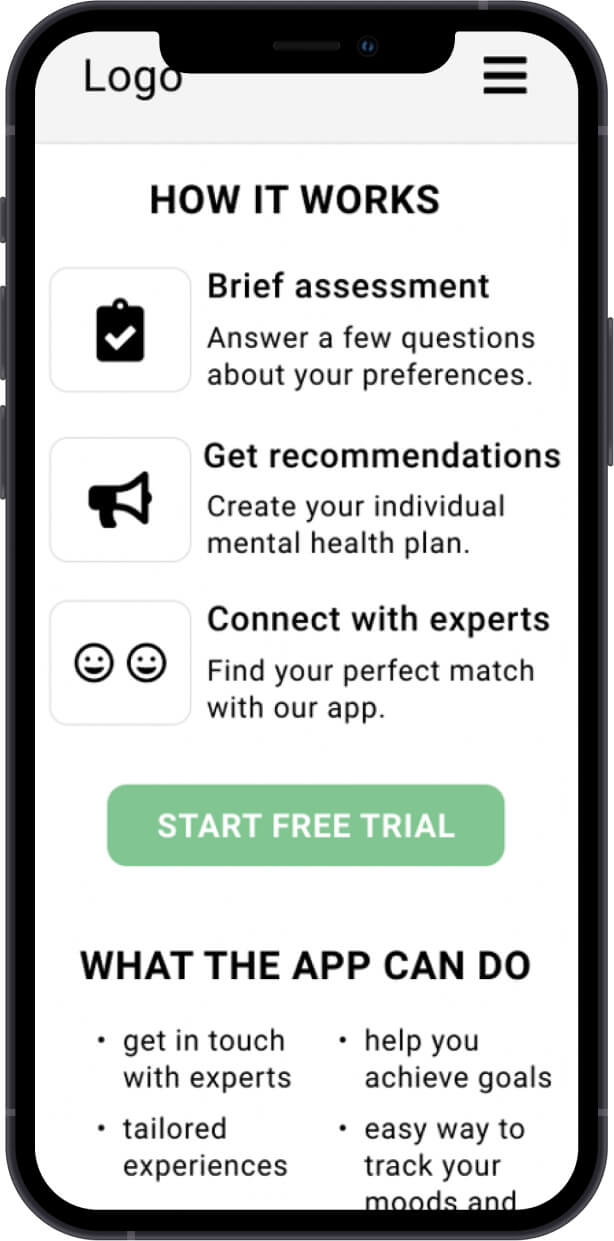 Logo
HOW IT WORKS
Brief assessment
Answer a few questions
about your preferences.
Get recommendations
Create your individual
mental health plan.
Connect with experts
Find your perfect match
with our app.
START FREE TRIAL
WHAT THE APP CAN DO
• get in touch
with experts
• tailored
experiences
• help you
achieve goals
• easy way to
track your
moods and